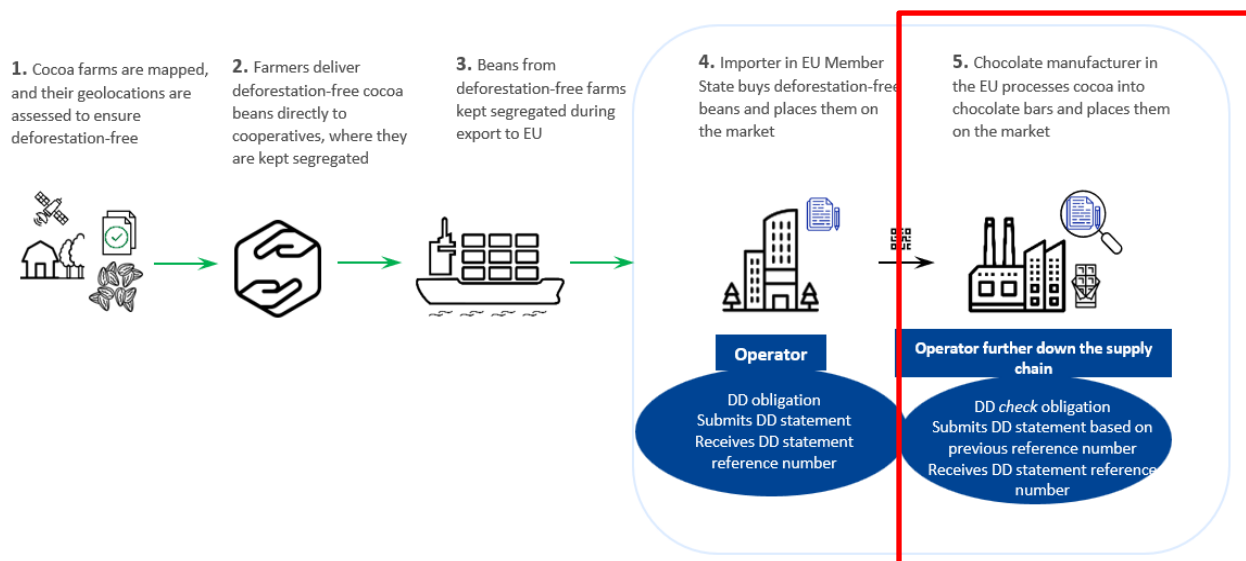 1. Cocoa farms are mapped,
and their geolocations are
assessed to ensure
deforestation-free
2. Farmers deliver
deforestation-free cocoa
beans directly to
cooperatives, where they
are kept segregated
3. Beans from
deforestation-free farms
kept segregated during
export to EU
4. Importer in EU Member
State buys deforestation-free
beans and places them on
the market
5. Chocolate manufacturer in
the EU processes cocoa into
chocolate bars and places them
on the market
Operator
DD obligation
Submits DD statement
Receives DD statement
reference number
Operator further down the supply
chain
DD check obligation
Submits DD statement based on
previous reference number
Receives DD statement reference
number